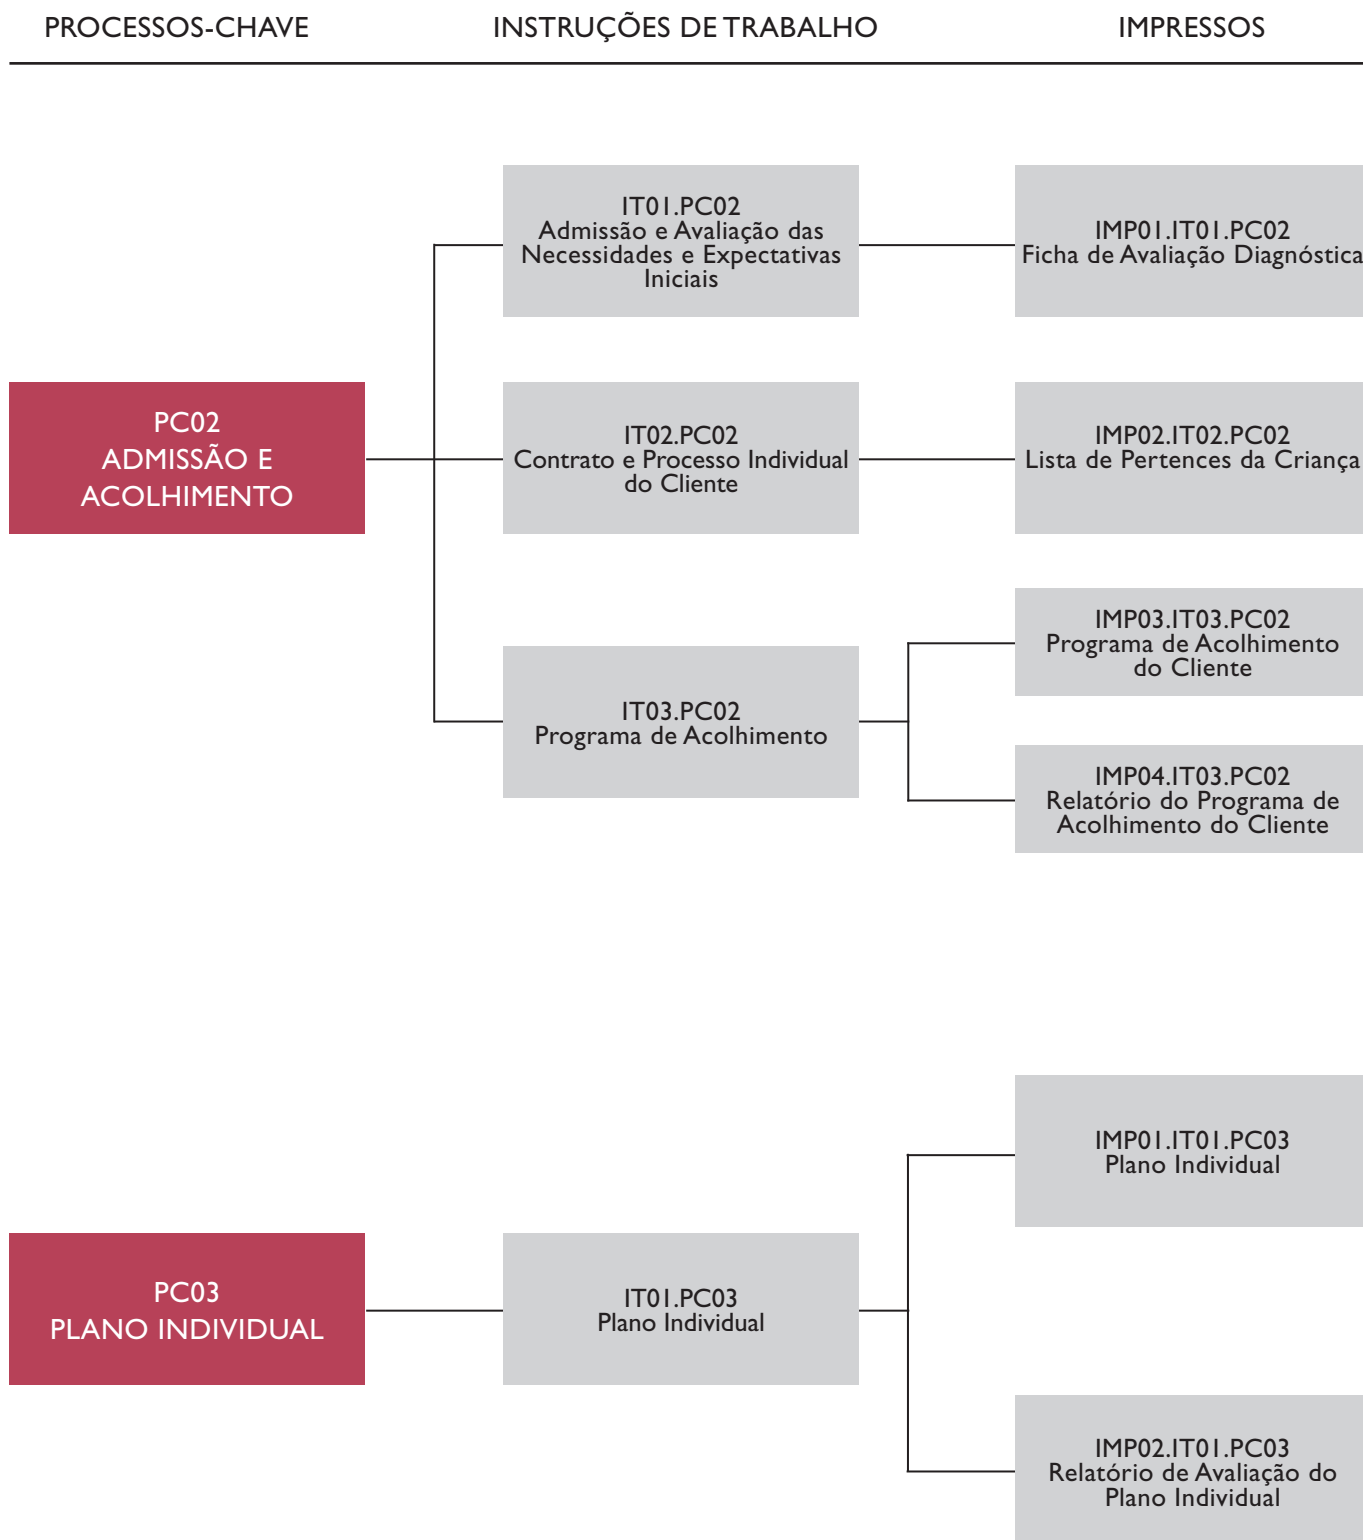 PROCESSOS-CHAVE
INSTRUÇÕES DE TRABALHO
IMPRESSOS
IT01.PC02
Admissão e Avaliação das
Necessidades e Expectativas
Iniciais
IMP01.IT01.PC02
Ficha de Avaliação Diagnóstica
PC02
ADMISSÃO E
ACOLHIMENTO
IT02.PC02
Contrato e Processo Individual
do Cliente
IMP02.IT02.PC02
Lista de Pertences da Criança
IT03.PC02
Programa de Acolhimento
IMP03.IT03.PC02
Programa de Acolhimento
do Cliente
IMP04.IT03.PC02
Relatório do Programa de
Acolhimento do Cliente
PC03
PLANO INDIVIDUAL
IT01.PC03
Plano Individual
IMP01.IT01.PC03
Plano Individual
IMP02.IT01.PC03
Relatório de Avaliação do
Plano Individual